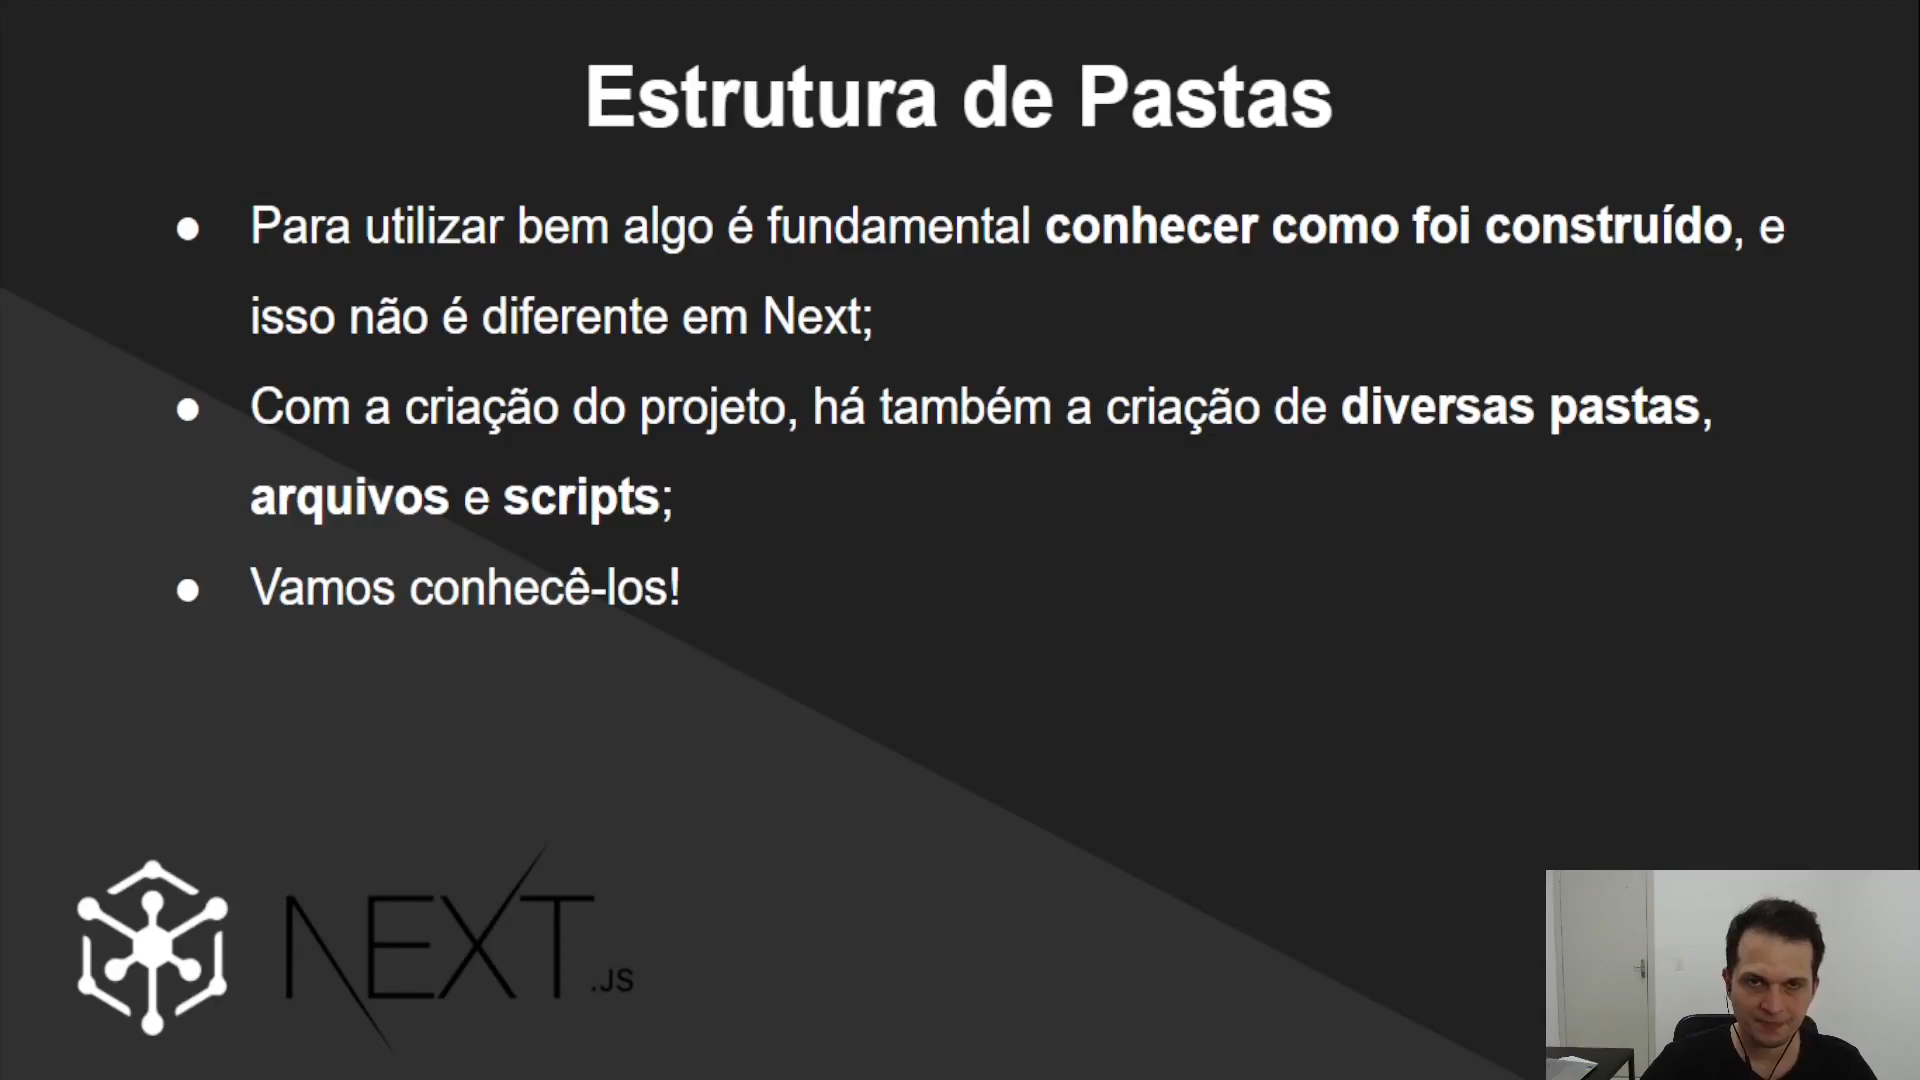 Estrutura de Pastas
● Para utilizar bem algo é fundamental conhecer como foi construído, e
isso não é diferente em Next;
● Com a criação do projeto, há também a criação de diversas pastas,
arquivos e scripts;
● Vamos conhecê-los!
NEXT.JS